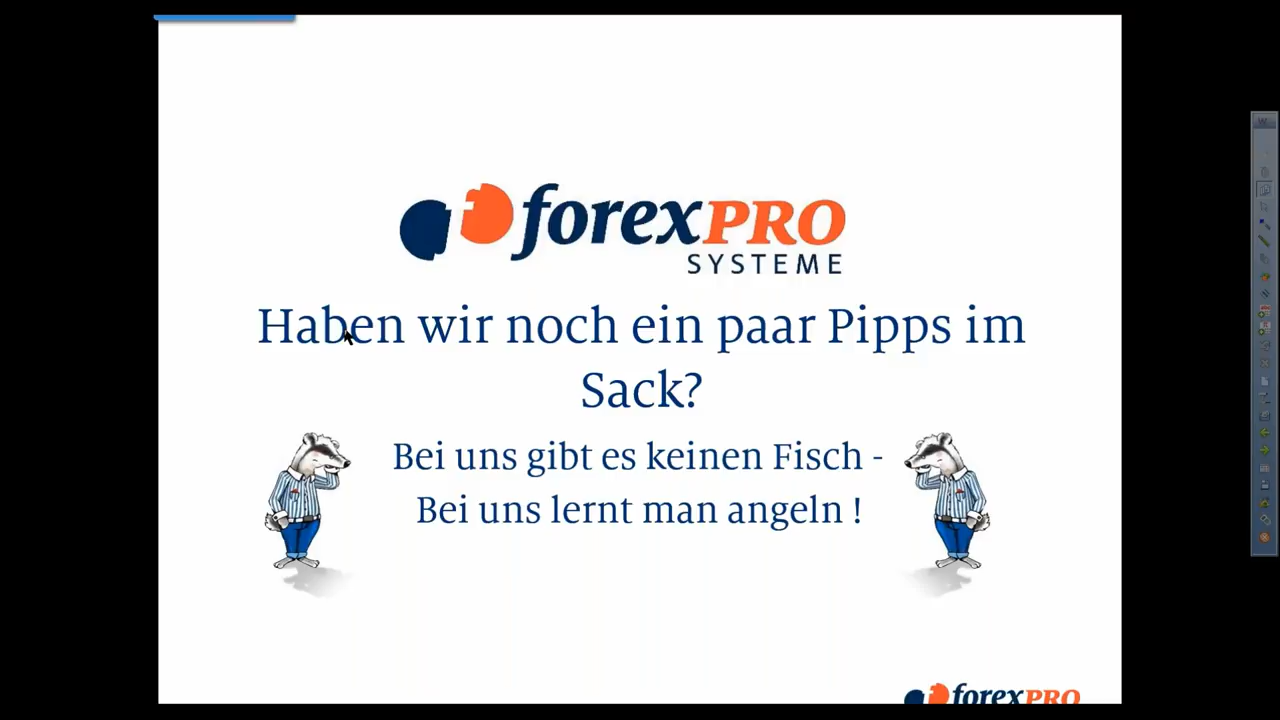 forexPRO
SYSTEME
Haben wir noch ein paar Pipps im
Sack?
Bei uns gibt es keinen Fisch -
Bei uns lernt man angeln !
forexPRO
W